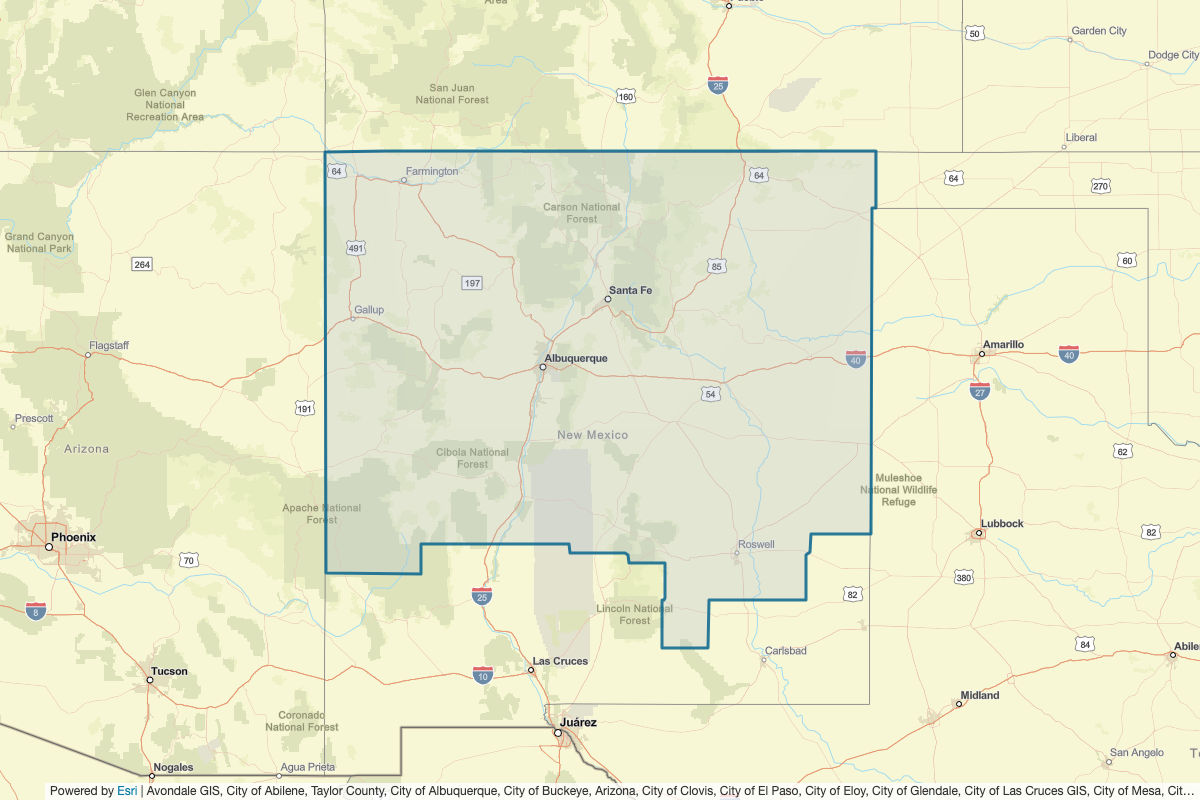 Area
Pueblo
50
Garden City
Dodge City
Glen Canyon
National
Recreation Area
San Juan
National Forest
160
25
Liberal
64
Farmington
64
64
270
Carson National
Forest
Grand Canyon
National Park
264
491
85
60
197
Santa Fe
Gallup
Flagstaff
Albuquerque
40
Amarillo
40
54
27
191
Prescott
Arizona
New Mexico
Cibola National
Forest
62
Muleshoe
National Wildlife
Refuge
Apache National
Forest
Phoenix
Lubbock
82
Roswell
70
380
82
25
8
Lincoln National
Forest
84
Carlsbad
Las Cruces
Tucson
10
Midland
Coronado
National Forest
Juárez
San Angelo
Nogales
Agua Prieta
Powered by Esri | Avondale GIS, City of Abilene, Taylor County, City of Albuquerque, City of Buckeye, Arizona, City of Clovis, City of El Paso, City of Eloy, City of Glendale, City of Las Cruces GIS, City of Mesa, Cit…